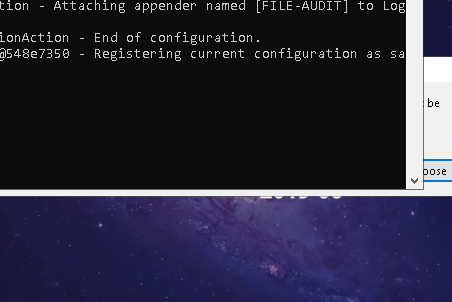 tion - Attaching appender named [FILE-AUDIT] to Log
ionAction - End of configuration.
@548e7350 - Registering current configuration as sa
be
oose